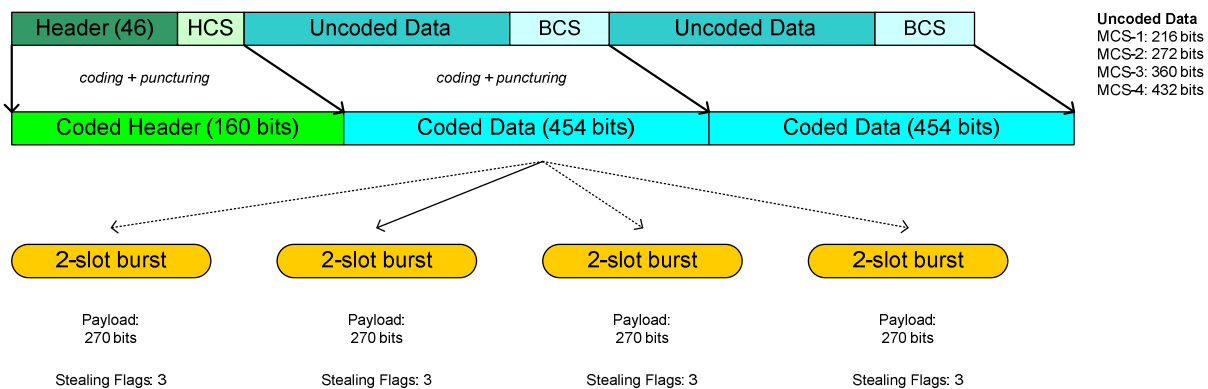 Header (46) HCS Uncoded Data BCS Uncoded Data BCS
Uncoded Data
MCS-1: 216 bits
MCS-2: 272 bits
MCS-3: 360 bits
MCS-4: 432 bits
coding + puncturing coding + puncturing
Coded Header (160 bits) Coded Data (454 bits) Coded Data (454 bits)
2-slot burst 2-slot burst 2-slot burst 2-slot burst
Payload: Payload: Payload: Payload:
270 bits 270 bits 270 bits 270 bits
Stealing Flags: 3 Stealing Flags: 3 Stealing Flags: 3 Stealing Flags: 3